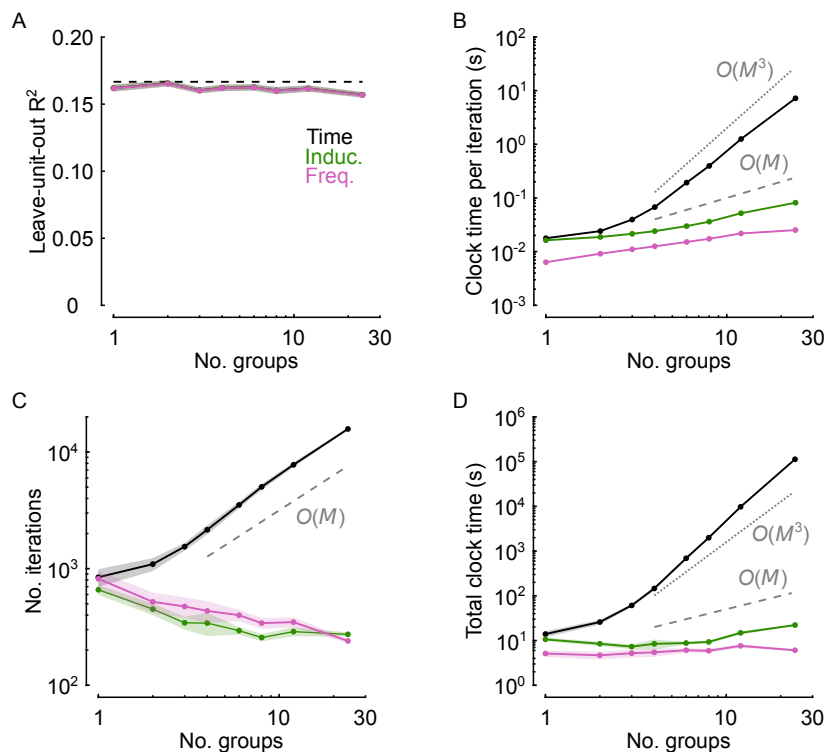 A
Leave-unit-out R²
0.20
0.15
0.10
0.05
0
Time
Induc.
Freq.
1
10
30
No. groups
B
Clock time per iteration (s)
10²
10¹
10⁰
10⁻¹
10⁻²
10⁻³
O(M³)
O(M)
1
10
30
No. groups
C
No. iterations
10⁴
10³
10²
O(M)
1
10
30
No. groups
D
Total clock time (s)
10⁶
10⁵
10⁴
10³
10²
10¹
10⁰
O(M³)
O(M)
1
10
30
No. groups